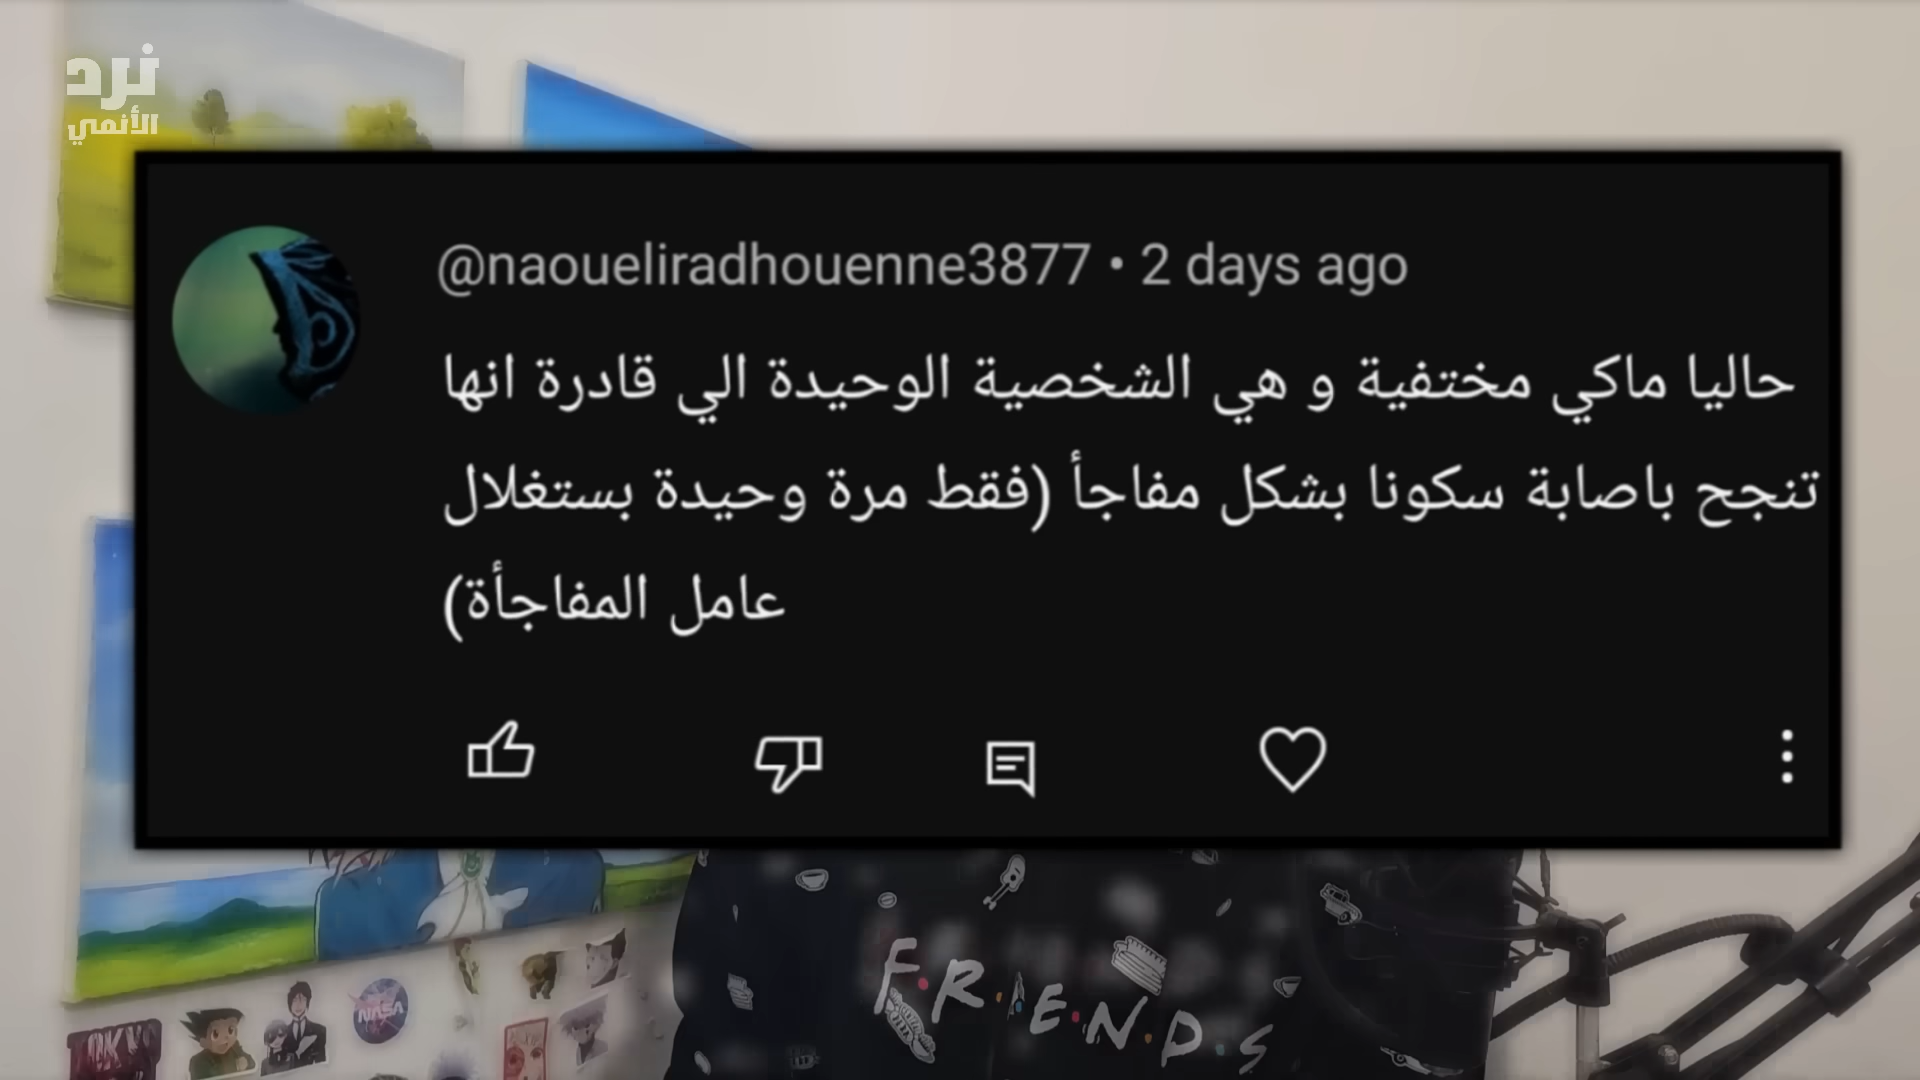 نرد
الأنمي
@naoueliradhouenne3877 • 2 days ago
حاليا ماكي مختفية و هي الشخصية الوحيدة الي قادرة انها
تنجح باصابة سكونا بشكل مفاجأ (فقط مرة وحيدة بستغلال
عامل المفاجأة)
NASA
F•R•I•E•N•D•S